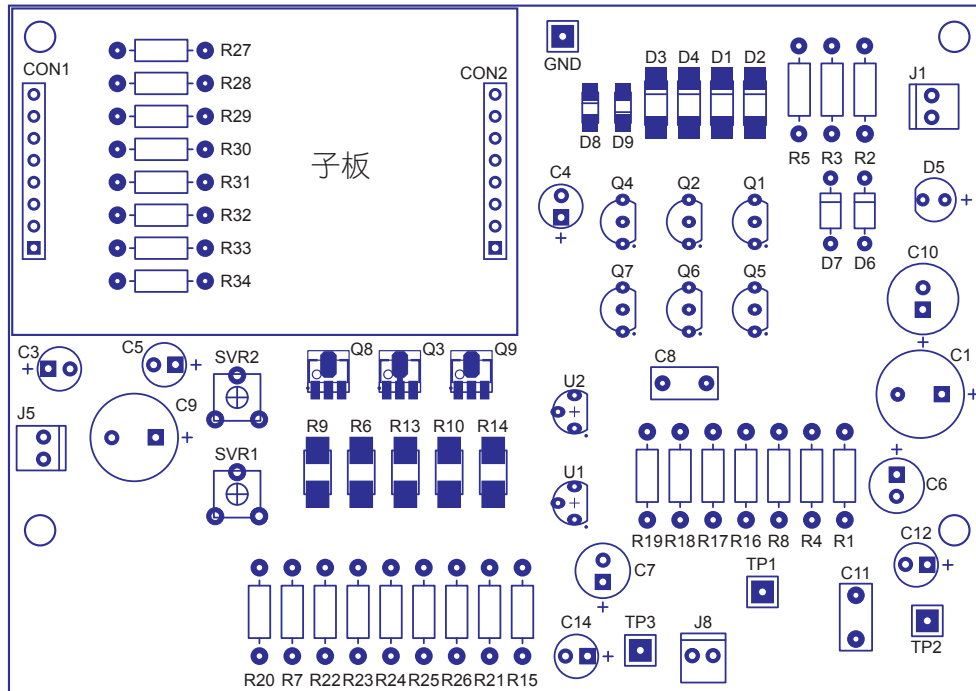 R27
GND
D3 D4 D1 D2
CON1
CON2
J1
R28
R29
R30
子板
D8 D9
R5 R3 R2
R31
C4
Q4 Q2 Q1
D5
+
R32
+
R33
D7 D6
C10
R34
Q7 Q6 Q5
+
C3
C5
SVR2
Q8 Q3 Q9
C8
C1
+
+
U2
+
+
J5
C9
+
R9 R6 R13 R10 R14
+
SVR1
U1
C6
+
R19 R18 R17 R16 R8 R4 R1
C12
+
C7
TP1
C11
+
C14
+
TP3
J8
TP2
R20 R7 R22 R23 R24 R25 R26 R21 R15